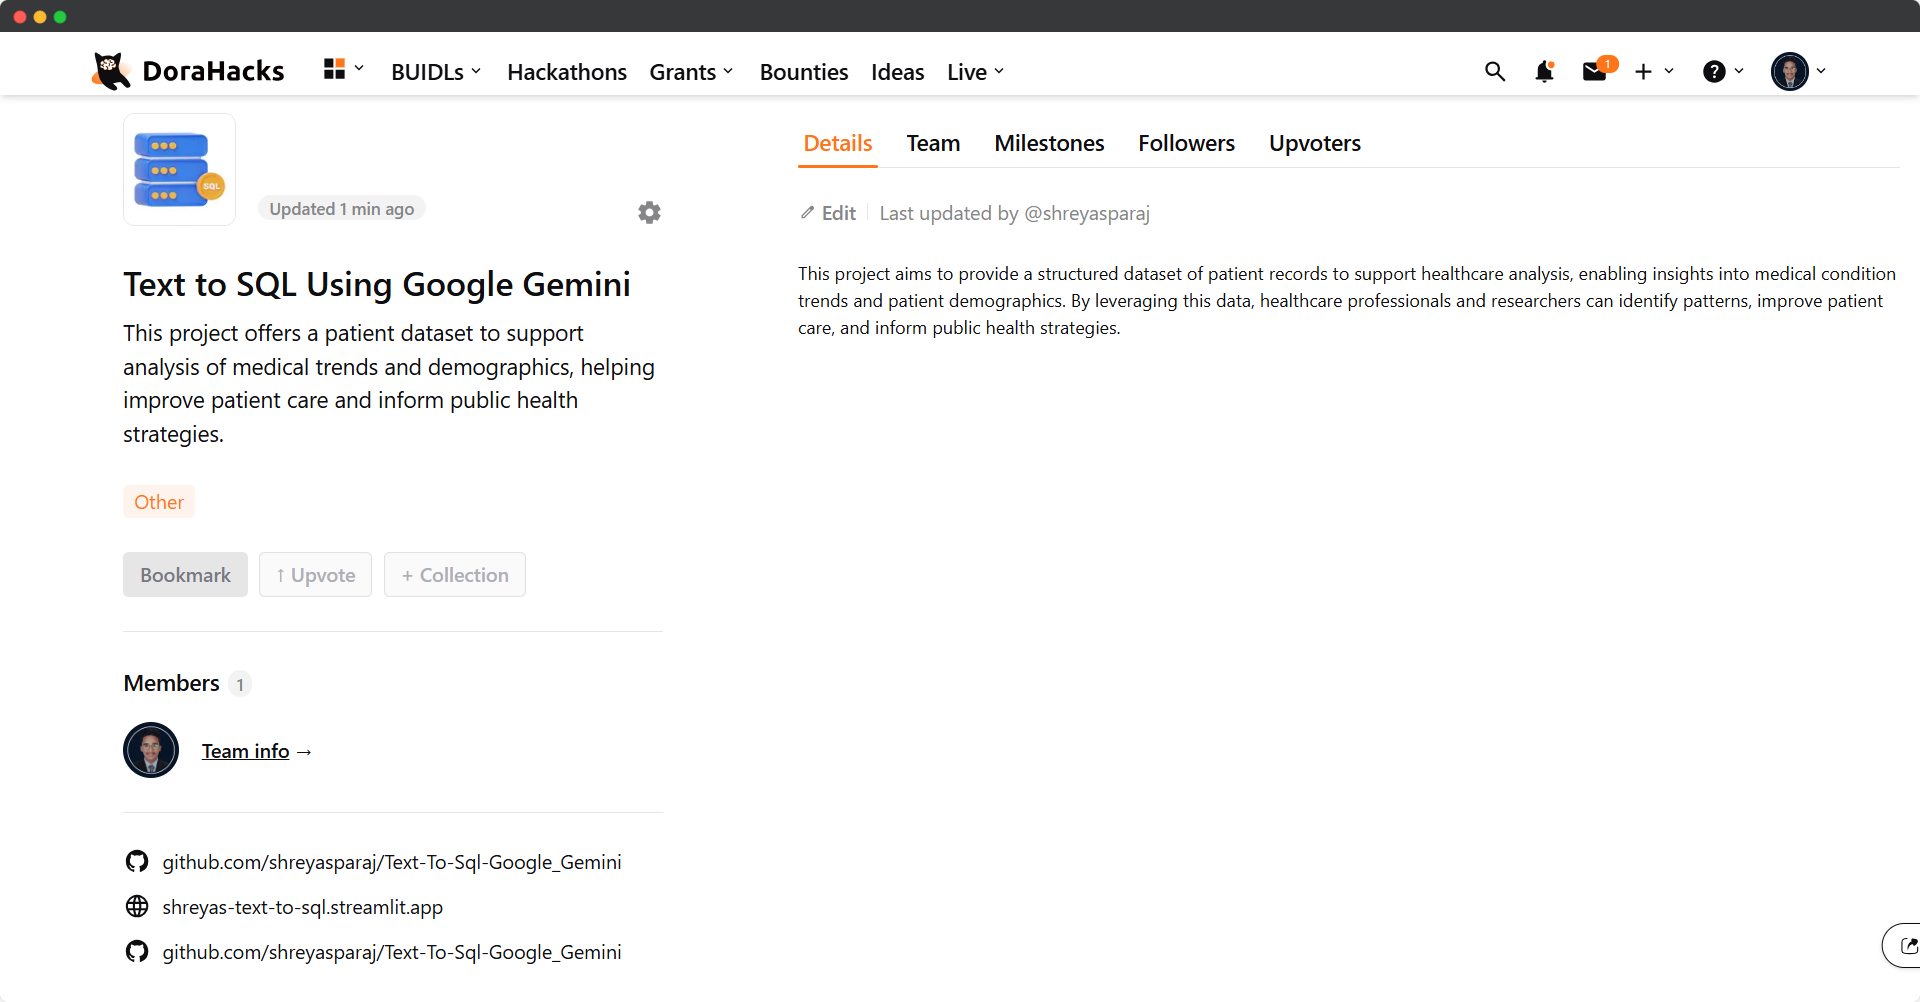 DoraHacks
BUIDLs
Hackathons
Grants
Bounties
Ideas
Live
1
?
SQL
Updated 1 min ago
Text to SQL Using Google Gemini
This project offers a patient dataset to support
analysis of medical trends and demographics, helping
improve patient care and inform public health
strategies.
Other
Bookmark
↑ Upvote
+ Collection
Members 1
Team info →
github.com/shreyasparaj/Text-To-Sql-Google_Gemini
shreyas-text-to-sql.streamlit.app
github.com/shreyasparaj/Text-To-Sql-Google_Gemini
Details
Team
Milestones
Followers
Upvoters
Edit
Last updated by @shreyasparaj
This project aims to provide a structured dataset of patient records to support healthcare analysis, enabling insights into medical condition
trends and patient demographics. By leveraging this data, healthcare professionals and researchers can identify patterns, improve patient
care, and inform public health strategies.